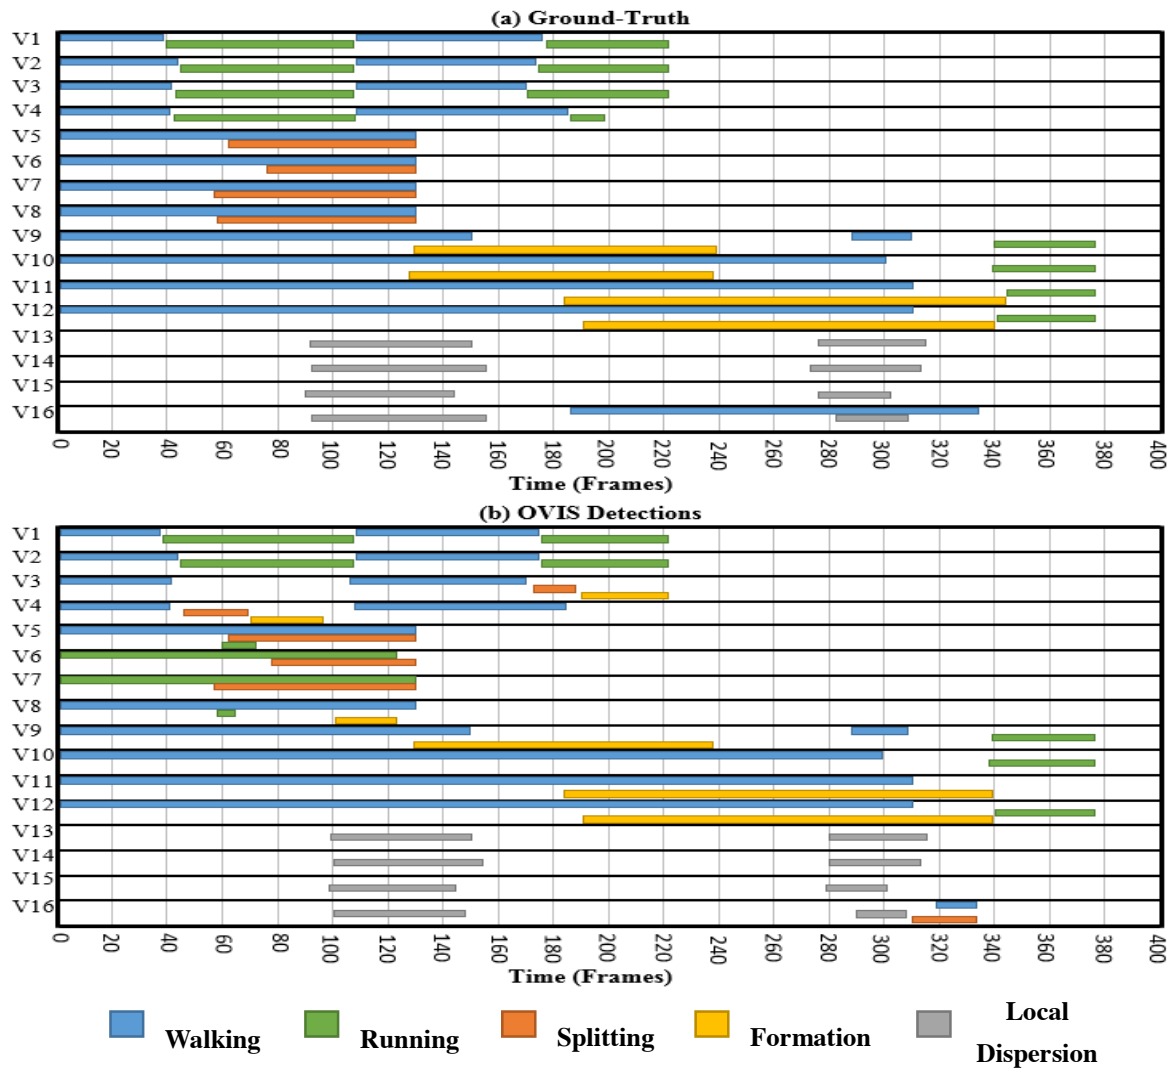 (a) Ground-Truth
V1
V2
V3
V4
V5
V6
V7
V8
V9
V10
V11
V12
V13
V14
V15
V16
0 20 40 60 80 100 120 140 160 180 200 220 240 260 280 300 320 340 360 380 400
Time (Frames)
(b) OVIS Detections
V1
V2
V3
V4
V5
V6
V7
V8
V9
V10
V11
V12
V13
V14
V15
V16
0 20 40 60 80 100 120 140 160 180 200 220 240 260 280 300 320 340 360 380 400
Time (Frames)
Walking Running Splitting Formation Local
Dispersion